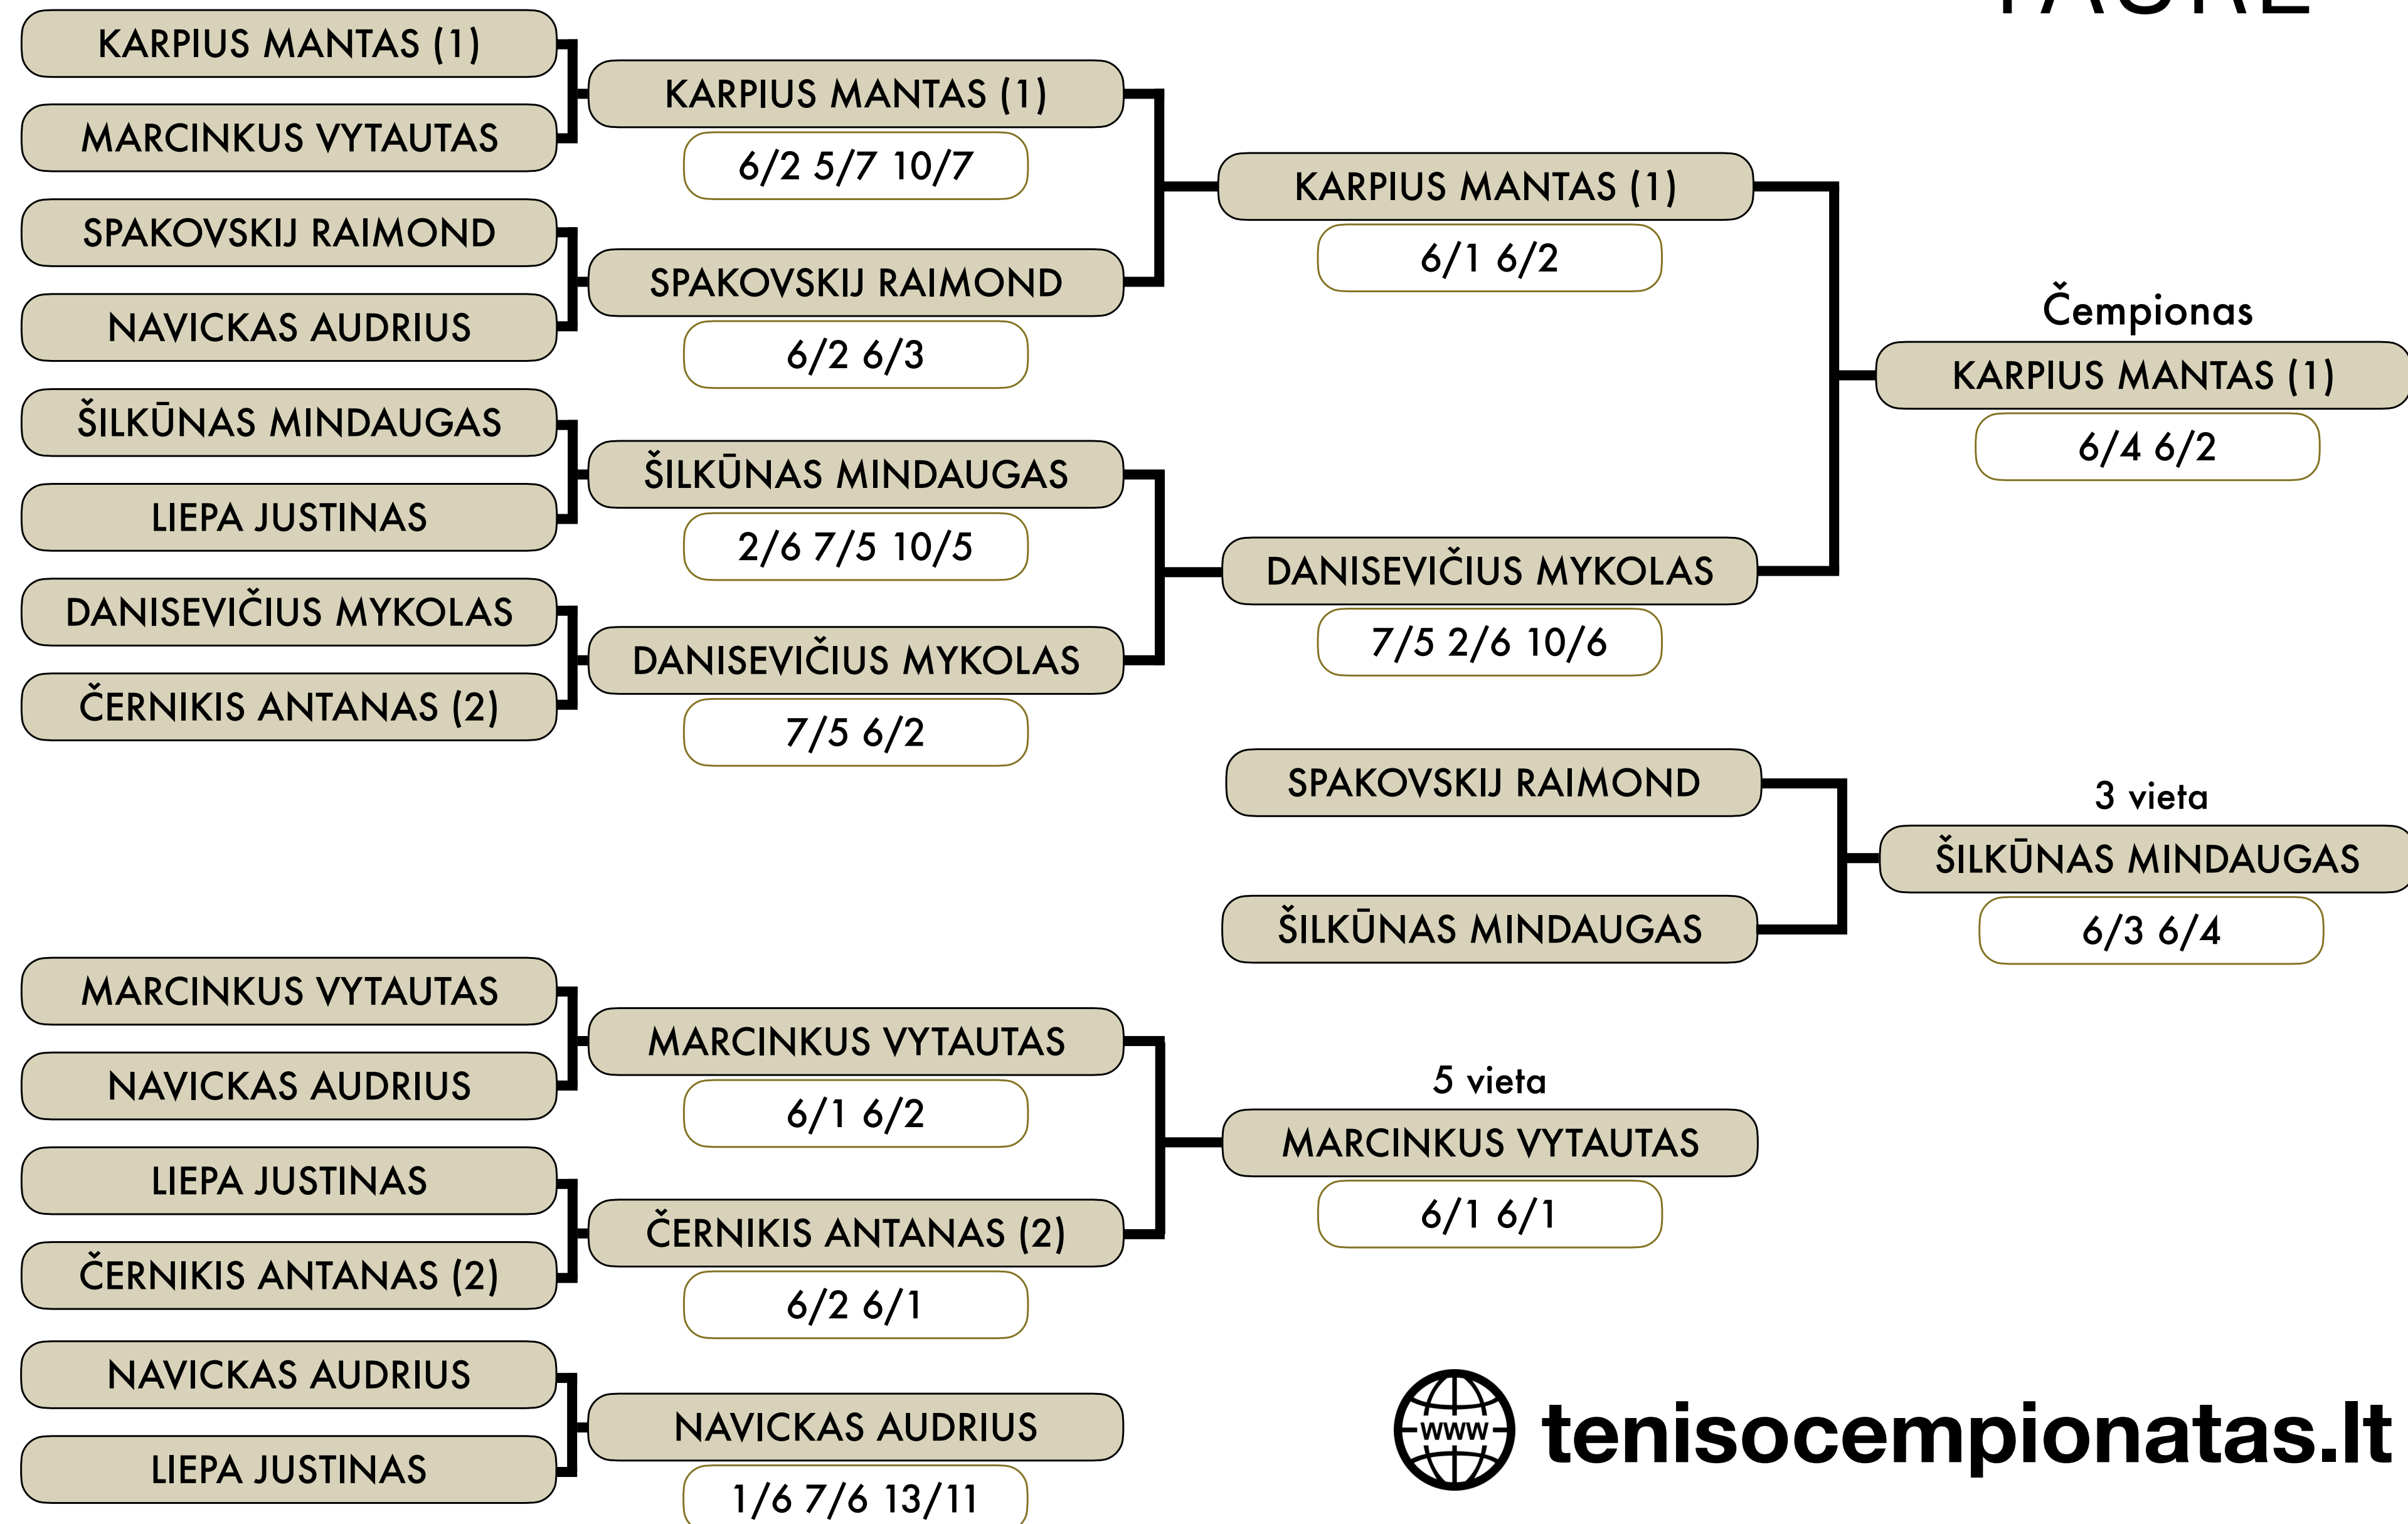 KARPIUS MANTAS (1)
MARCINKUS VYTAUTAS
SPAKOVSKIJ RAIMOND
NAVICKAS AUDRIUS
ŠILKŪNAS MINDAUGAS
LIEPA JUSTINAS
DANISEVIČIUS MYKOLAS
ČERNIKIS ANTANAS (2)
KARPIUS MANTAS (1)
6/2 5/7 10/7
SPAKOVSKIJ RAIMOND
6/2 6/3
ŠILKŪNAS MINDAUGAS
2/6 7/5 10/5
DANISEVIČIUS MYKOLAS
7/5 6/2
KARPIUS MANTAS (1)
6/1 6/2
DANISEVIČIUS MYKOLAS
7/5 2/6 10/6
Čempionas
KARPIUS MANTAS (1)
6/4 6/2
SPAKOVSKIJ RAIMOND
ŠILKŪNAS MINDAUGAS
3 vieta
ŠILKŪNAS MINDAUGAS
6/3 6/4
MARCINKUS VYTAUTAS
NAVICKAS AUDRIUS
LIEPA JUSTINAS
ČERNIKIS ANTANAS (2)
MARCINKUS VYTAUTAS
6/1 6/2
ČERNIKIS ANTANAS (2)
6/2 6/1
5 vieta
MARCINKUS VYTAUTAS
6/1 6/1
NAVICKAS AUDRIUS
LIEPA JUSTINAS
NAVICKAS AUDRIUS
1/6 7/6 13/11
www
tenisocempionatas.lt